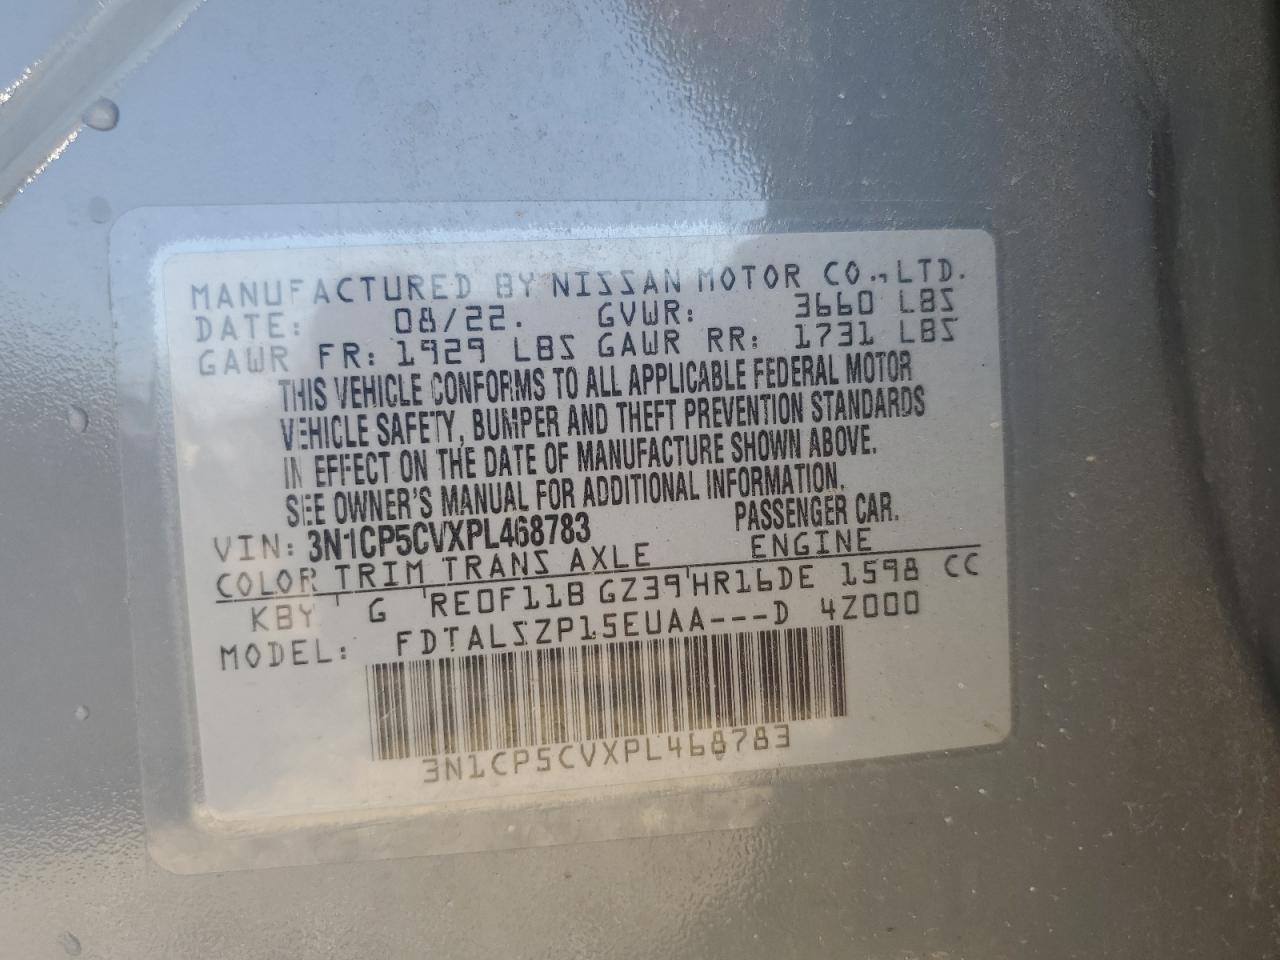 MANUFACTURED BY NISSAN MOTOR CO., LTD.
DATE: 08/22. GVWR: 3660 LBS
GAWR FR: 1929 LBS GAWR RR: 1731 LBS
THIS VEHICLE CONFORMS TO ALL APPLICABLE FEDERAL MOTOR
VEHICLE SAFETY, BUMPER AND THEFT PREVENTION STANDARDS
IN EFFECT ON THE DATE OF MANUFACTURE SHOWN ABOVE.
SEE OWNER'S MANUAL FOR ADDITIONAL INFORMATION.
VIN: 3N1CP5CVXPL468783 PASSENGER CAR.
COLOR TRIM TRANS AXLE ENGINE
KBY G RE0F11B GZ39 HR16DE 1598 CC
MODEL: FDTALSZP15EUAA---D 4Z000
3N1CP5CVXPL468783